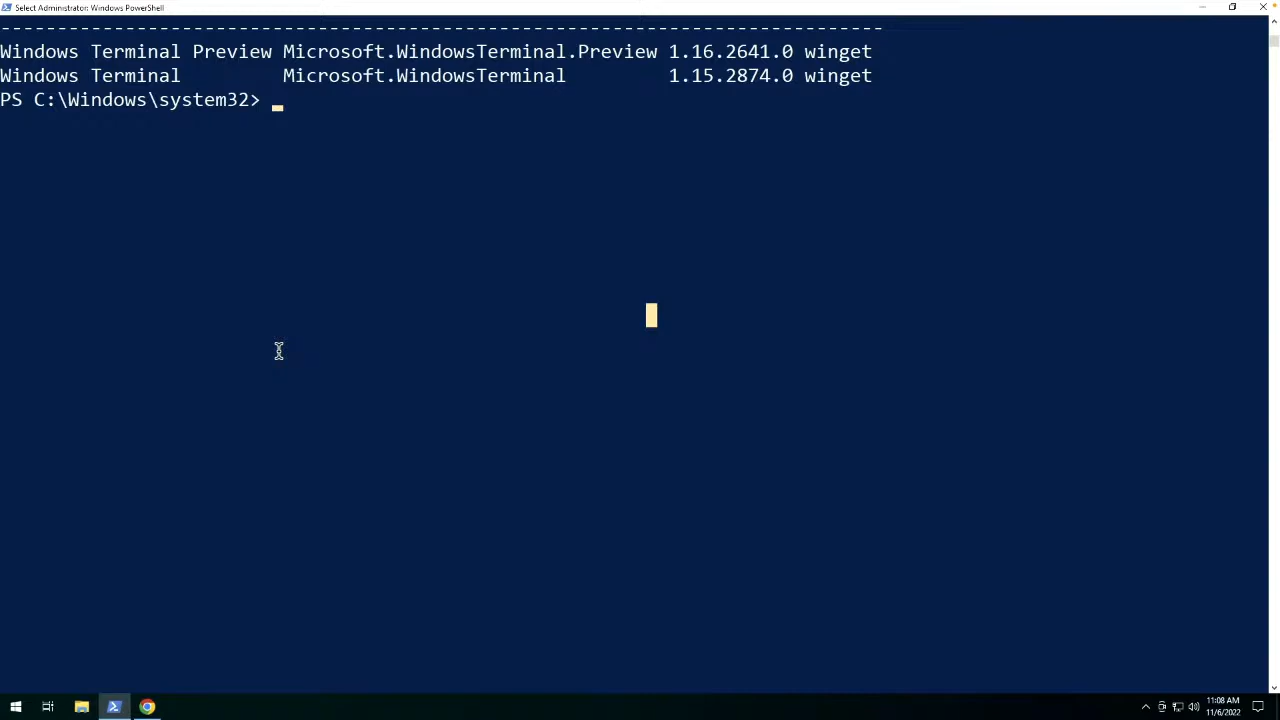 Select Administrator: Windows PowerShell
--------------------------------------------------------------------------------
Windows Terminal Preview Microsoft.WindowsTerminal.Preview 1.16.2641.0 winget
Windows Terminal         Microsoft.WindowsTerminal         1.15.2874.0 winget
PS C:\Windows\system32>
11:08 AM
11/6/2022